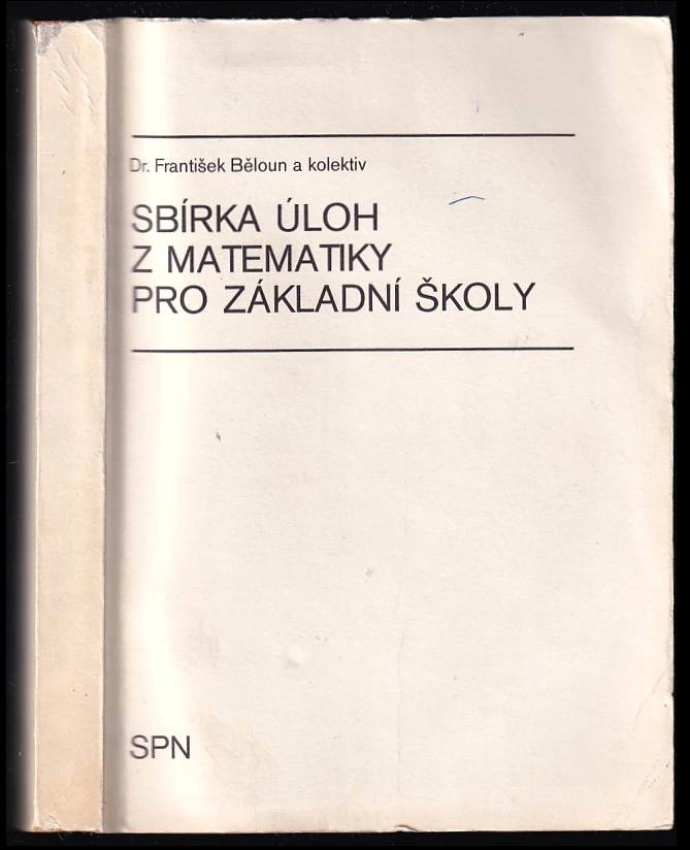 Dr. František Běloun a kolektiv
SBÍRKA ÚLOH
Z MATEMATIKY
PRO ZÁKLADNÍ ŠKOLY
SPN